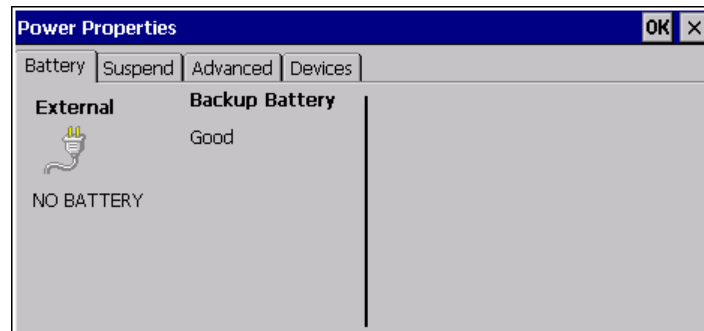 Power Properties OK ×
Battery Suspend Advanced Devices
External Backup Battery
Good
NO BATTERY